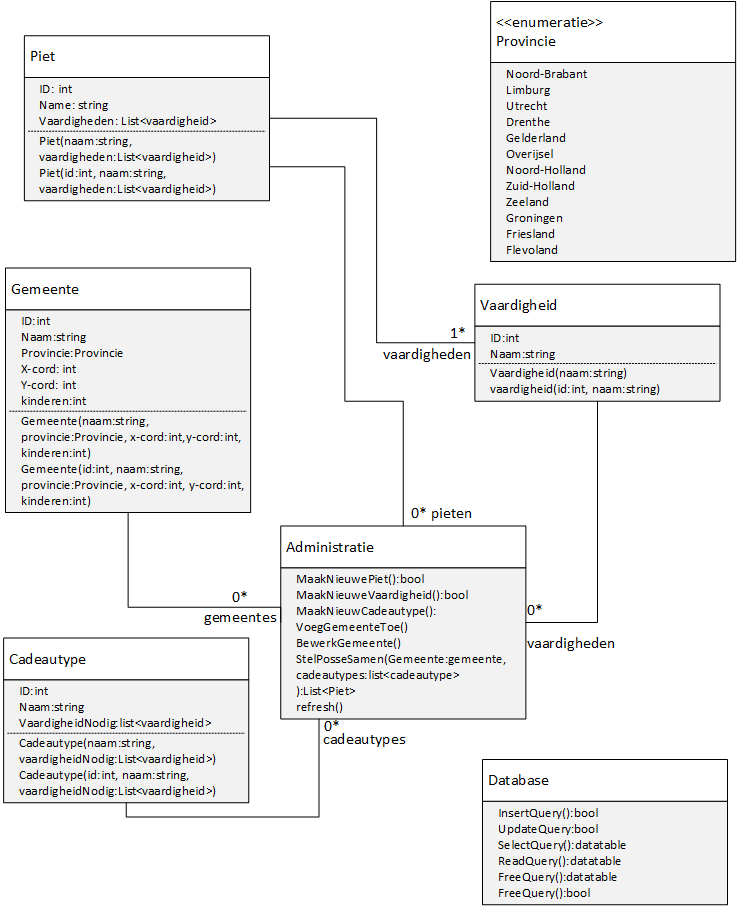 Piet
ID: int
Name: string
Vaardigheden: List<vaardigheid>
Piet(naam:string,
vaardigheden:List<vaardigheid>)
Piet(id:int, naam:string,
vaardigheden:List<vaardigheid>)
<<enumeratie>>
Provincie
Noord-Brabant
Limburg
Utrecht
Drenthe
Gelderland
Overijsel
Noord-Holland
Zuid-Holland
Zeeland
Groningen
Friesland
Flevoland
Gemeente
ID:int
Naam:string
Provincie:Provincie
X-cord: int
Y-cord: int
kinderen:int
Gemeente(naam:string,
provincie:Provincie, x-cord:int,y-cord:int,
kinderen:int)
Gemeente(id:int, naam:string,
provincie:Provincie, x-cord:int, y-cord:int,
kinderen:int)
Vaardigheid
ID:int
Naam:string
Vaardigheid(naam:string)
vaardigheid(id:int, naam:string)
1*
vaardigheden
0* pieten
Administratie
MaakNieuwePiet():bool
MaakNieuweVaardigheid():bool
MaakNieuwCadeautype():
VoegGemeenteToe()
BewerkGemeente()
StelPosseSamen(Gemeente:gemeente,
cadeautypes:list<cadeautype>
):List<Piet>
refresh()
0*
gemeentes
0*
vaardigheden
0*
cadeautypes
Cadeautype
ID:int
Naam:string
VaardigheidNodig:list<vaardigheid>
Cadeautype(naam:string,
vaardigheidNodig:List<vaardigheid>)
Cadeautype(id:int, naam:string,
vaardigheidNodig:List<vaardigheid>)
Database
InsertQuery():bool
UpdateQuery:bool
SelectQuery():datatable
ReadQuery():datatable
FreeQuery():datatable
FreeQuery():bool